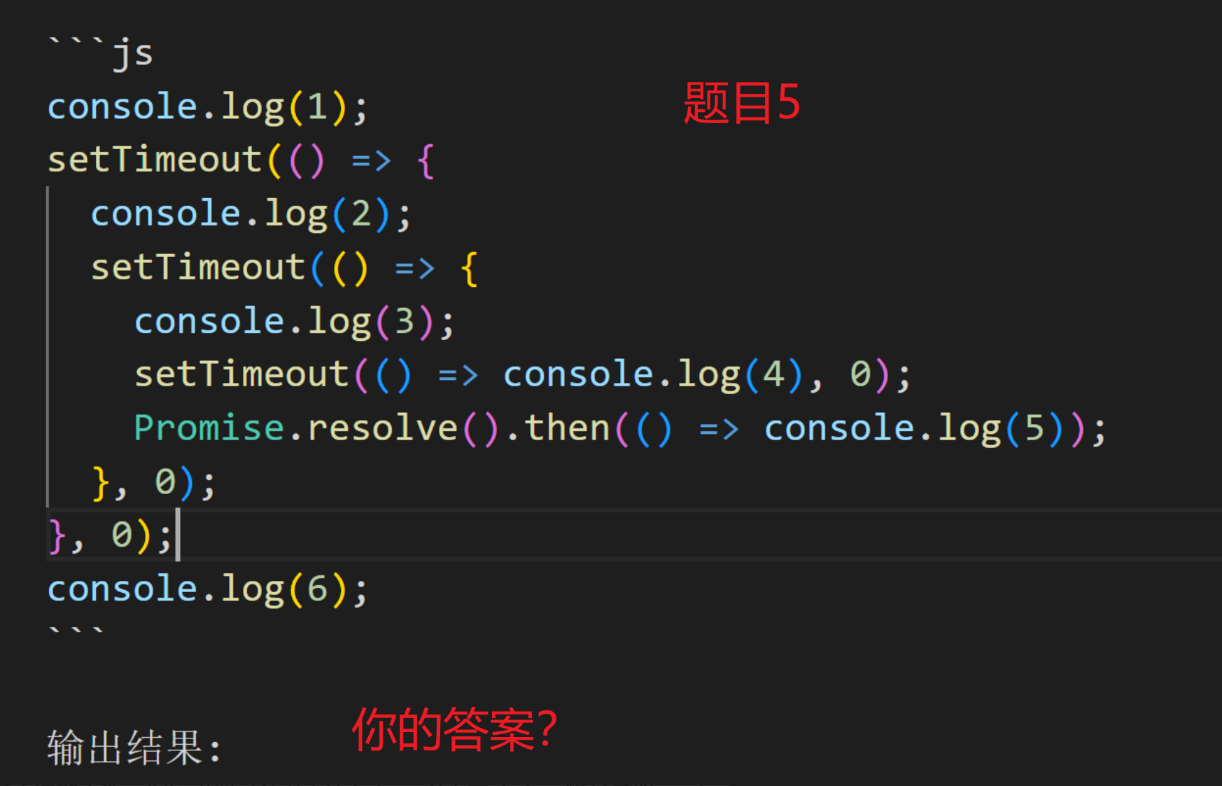 ```js
console.log(1);
题目5
setTimeout(() => {
  console.log(2);
  setTimeout(() => {
    console.log(3);
    setTimeout(() => console.log(4), 0);
    Promise.resolve().then(() => console.log(5));
  }, 0);
}, 0);
console.log(6);
```
输出结果:
你的答案?